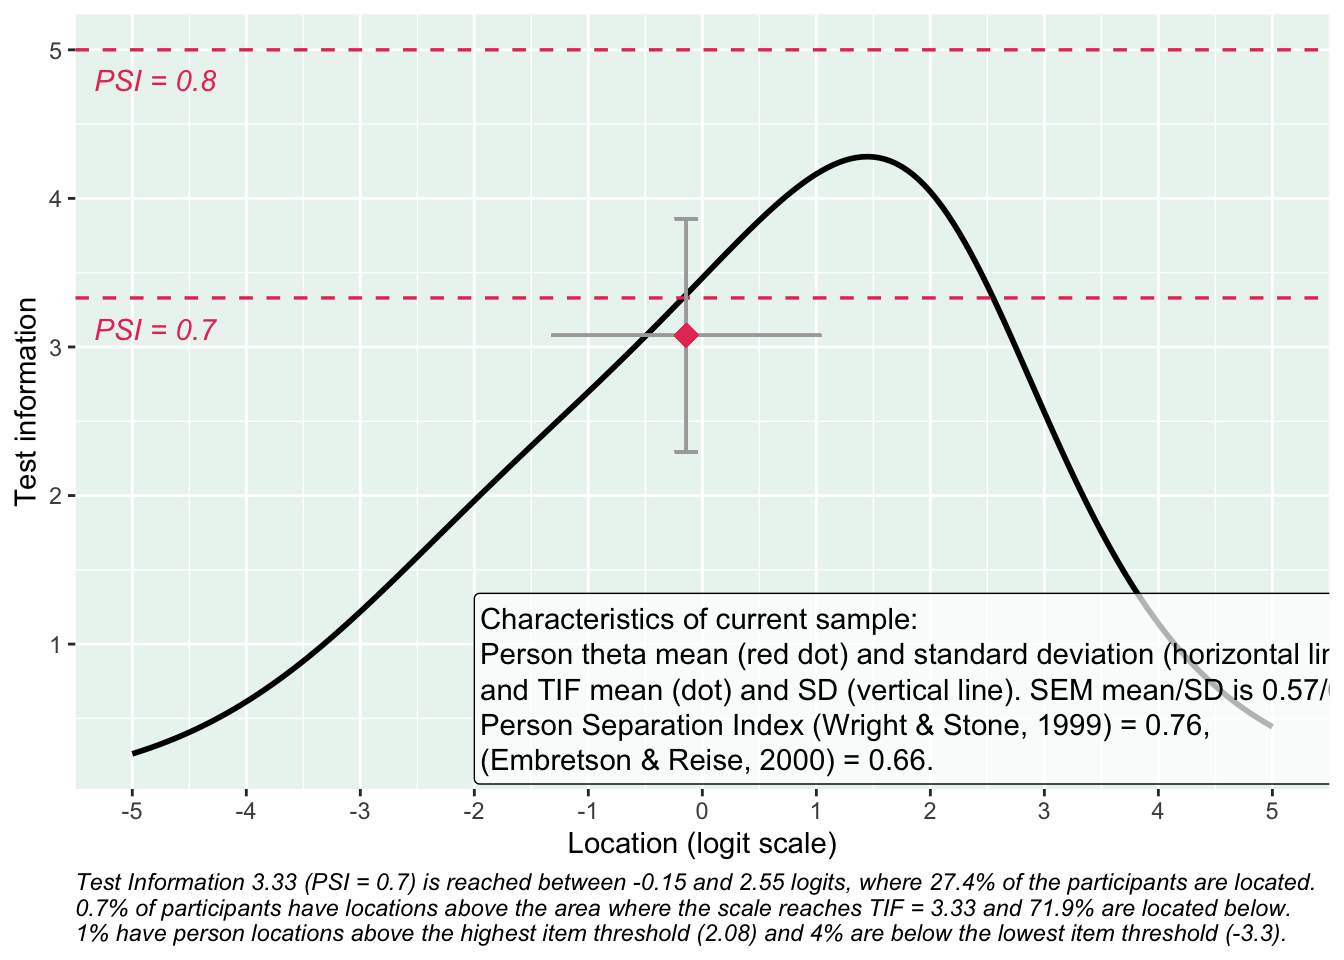 5
PSI = 0.8
4
PSI = 0.7
3
Test information
2
1
Characteristics of current sample:
Person theta mean (red dot) and standard deviation (horizontal
and TIF mean (dot) and SD (vertical line). SEM mean/SD is 0.57/
Person Separation Index (Wright & Stone, 1999) = 0.76,
(Embretson & Reise, 2000) = 0.66.
-5 -4 -3 -2 -1 0 1 2 3 4 5
Location (logit scale)
Test Information 3.33 (PSI = 0.7) is reached between -0.15 and 2.55 logits, where 27.4% of the participants are located.
0.7% of participants have locations above the area where the scale reaches TIF = 3.33 and 71.9% are located below.
1% have person locations above the highest item threshold (2.08) and 4% are below the lowest item threshold (-3.3).